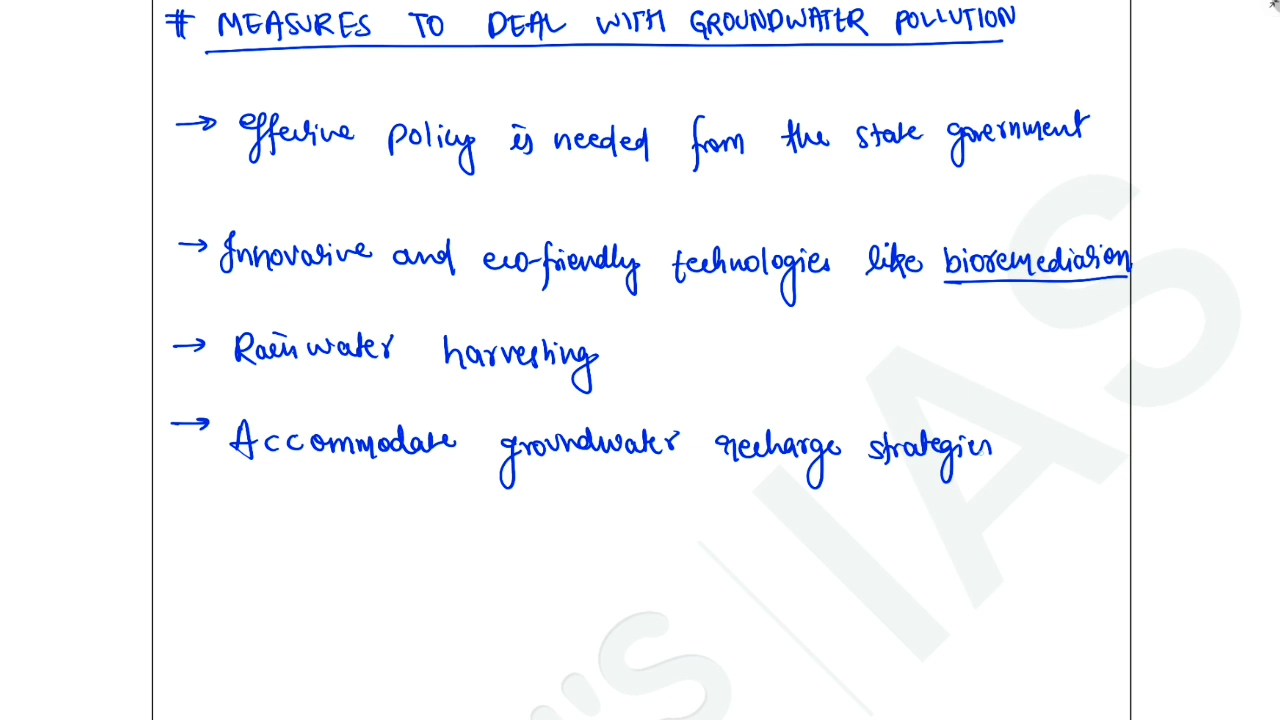 # MEASURES TO DEAL WITH GROUNDWATER POLLUTION
→ Effective policy is needed from the state government
→ Innovative and eco-friendly technologies like bioremediation
→ Rainwater harvesting
→ Accommodate groundwater recharge strategies
's IAS